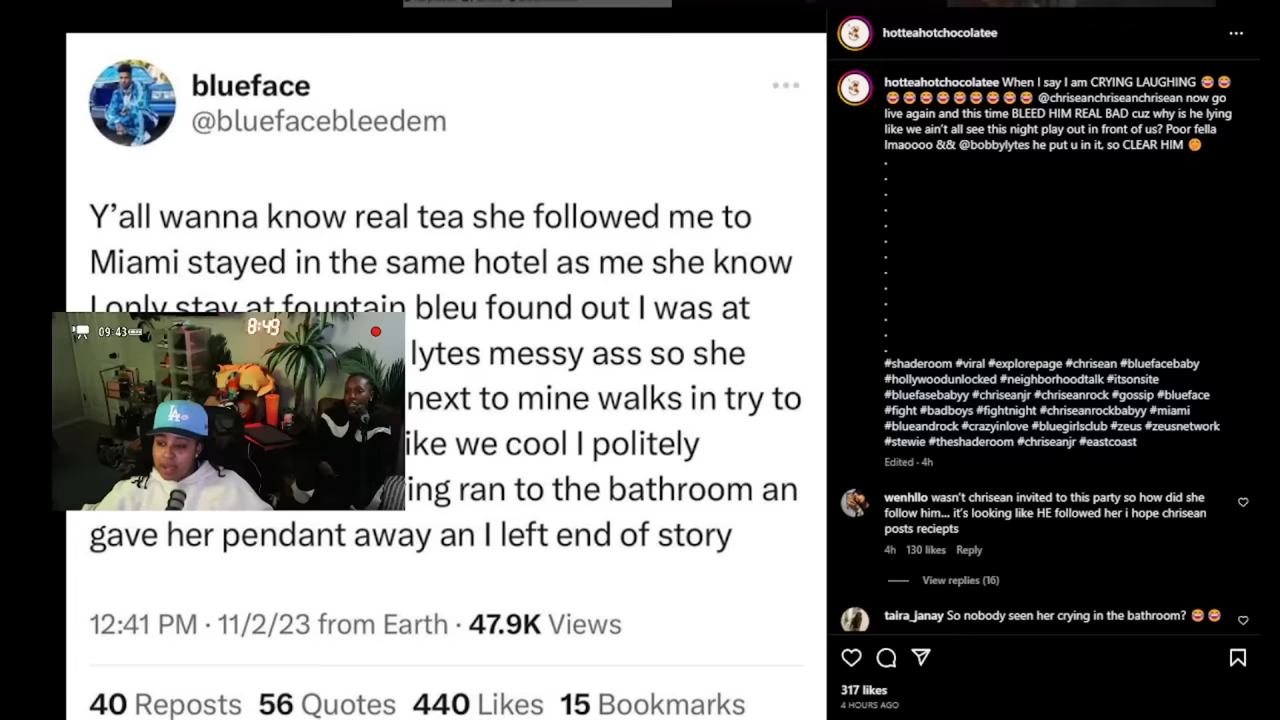 blueface
@bluefacebleedem
Y'all wanna know real tea she followed me to
Miami stayed in the same hotel as me she know
I only stay at fountain bleu found out I was at
lytes messy ass so she
next to mine walks in try to
ike we cool I politely
ing ran to the bathroom an
gave her pendant away an I left end of story
12:41 PM · 11/2/23 from Earth · 47.9K Views
40 Reposts 56 Quotes 440 Likes 15 Bookmarks
09:43
8:49
LA
hotteahotchocolatee
hotteahotchocolatee When I say I am CRYING LAUGHING 😂😂
😂😂😂😂😂😂😂😂😂 @chriseanchriseanchrisean now go
live again and this time BLEED HIM REAL BAD cuz why is he lying
like we ain't all see this night play out in front of us? Poor fella
lmaoooo && @bobbylytes he put u in it, so CLEAR HIM 🤭
.
.
.
.
.
.
.
.
.
.
.
.
.
#shaderoom #viral #explorepage #chrisean #bluefacebaby
#hollywoodunlocked #neighborhoodtalk #itsonsite
#bluefasebabyy #chriseanjr #chriseanrock #gossip #blueface
#fight #badboys #fightnight #chriseanrockbabyy #miami
#blueandrock #crazyinlove #bluegirlsclub #zeus #zeusnetwork
#stewie #theshaderoom #chriseanjr #eastcoast
Edited · 4h
wenhllo wasn't chrisean invited to this party so how did she
follow him... it's looking like HE followed her i hope chrisean
posts reciepts
4h 130 likes Reply
View replies (16)
taira_janay So nobody seen her crying in the bathroom? 😂😂
317 likes
4 HOURS AGO